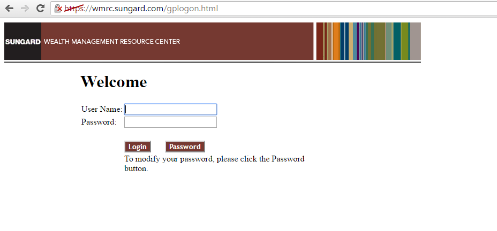 https://wmrc.sungard.com/gplogon.html
SUNGARD WEALTH MANAGEMENT RESOURCE CENTER
Welcome
User Name:
Password:
Login Password
To modify your password, please click the Password
button.